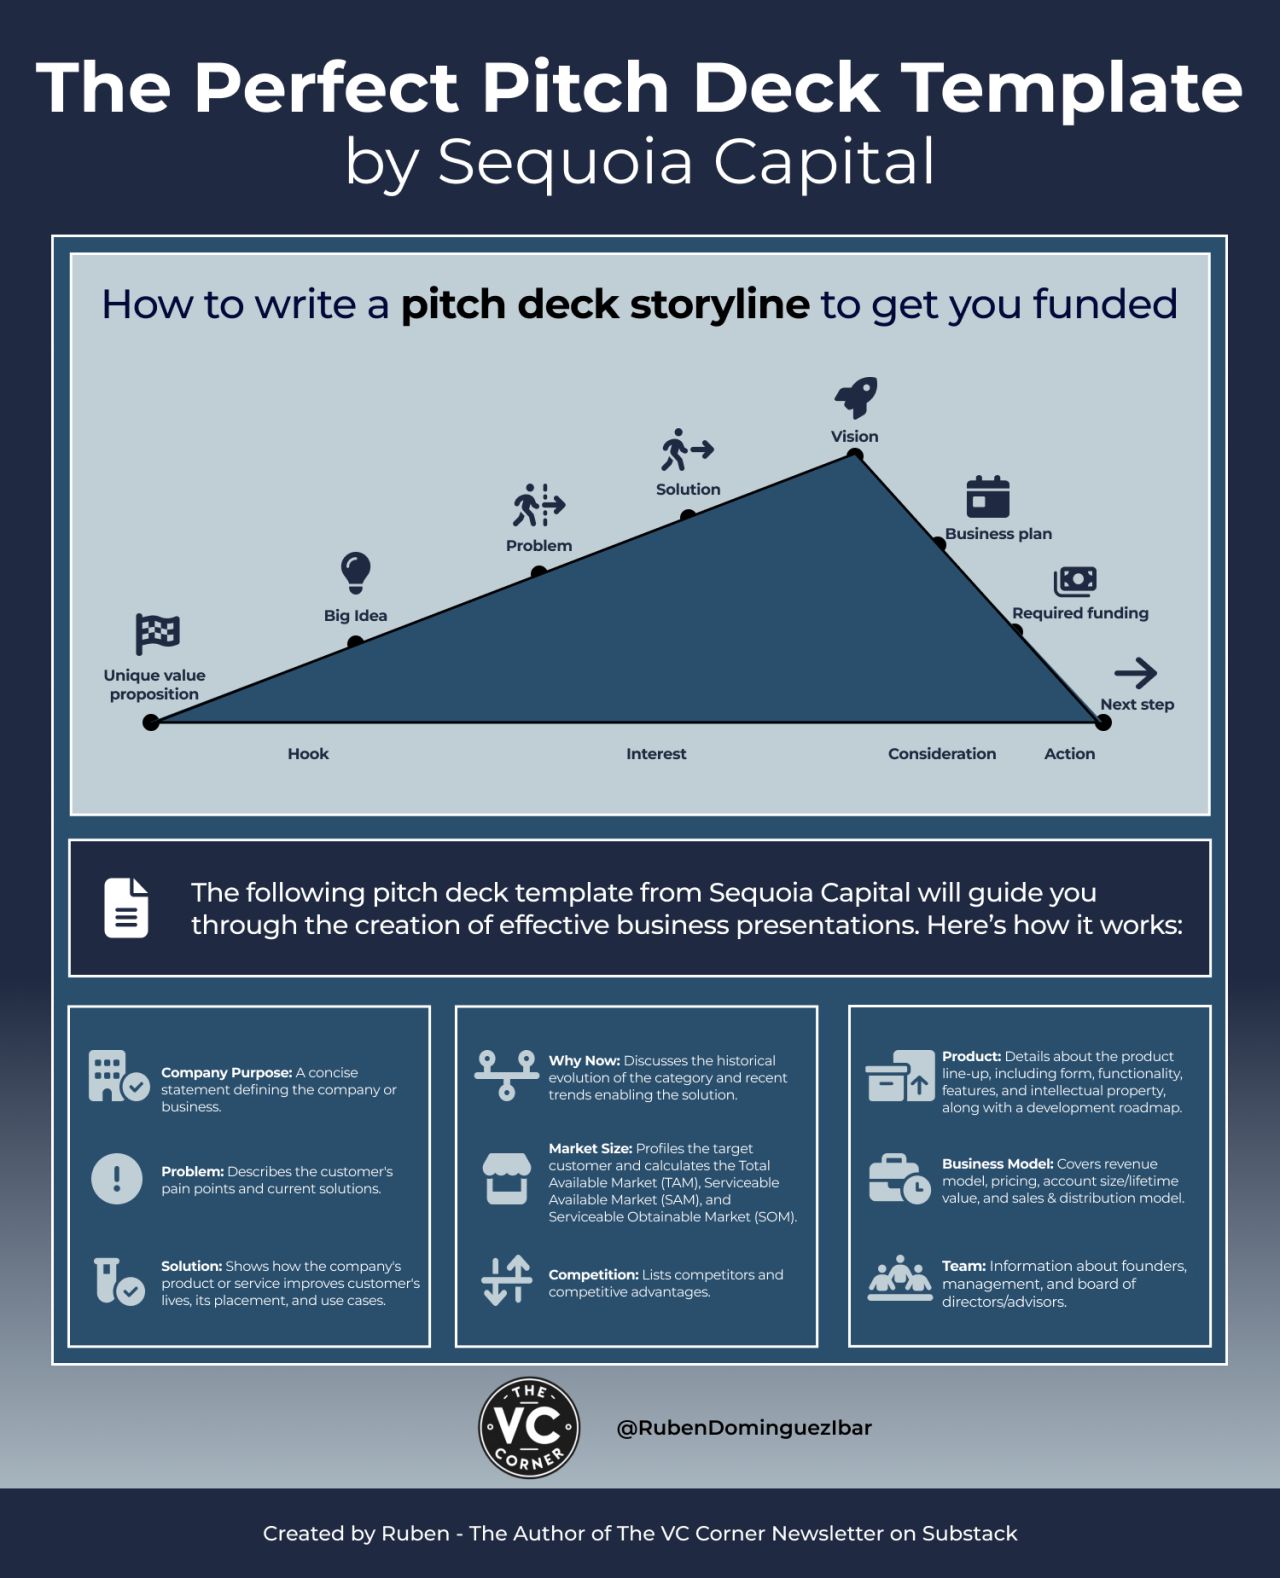 The Perfect Pitch Deck Template
by Sequoia Capital
How to write a pitch deck storyline to get you funded
Vision
Solution
Business plan
Problem
Required funding
Big Idea
Unique value
proposition
Next step
Hook
Interest
Consideration
Action
The following pitch deck template from Sequoia Capital will guide you
through the creation of effective business presentations. Here’s how it works:
Company Purpose: A concise
statement defining the company or
business.
Problem: Describes the customer's
pain points and current solutions.
Solution: Shows how the company's
product or service improves customer's
lives, its placement, and use cases.
Why Now: Discusses the historical
evolution of the category and recent
trends enabling the solution.
Market Size: Profiles the target
customer and calculates the Total
Available Market (TAM), Serviceable
Available Market (SAM), and
Serviceable Obtainable Market (SOM).
Competition: Lists competitors and
competitive advantages.
Product: Details about the product
line-up, including form, functionality,
features, and intellectual property,
along with a development roadmap.
Business Model: Covers revenue
model, pricing, account size/lifetime
value, and sales & distribution model.
Team: Information about founders,
management, and board of
directors/advisors.
THE
VC
CORNER
@RubenDominguezIbar
Created by Ruben - The Author of The VC Corner Newsletter on Substack